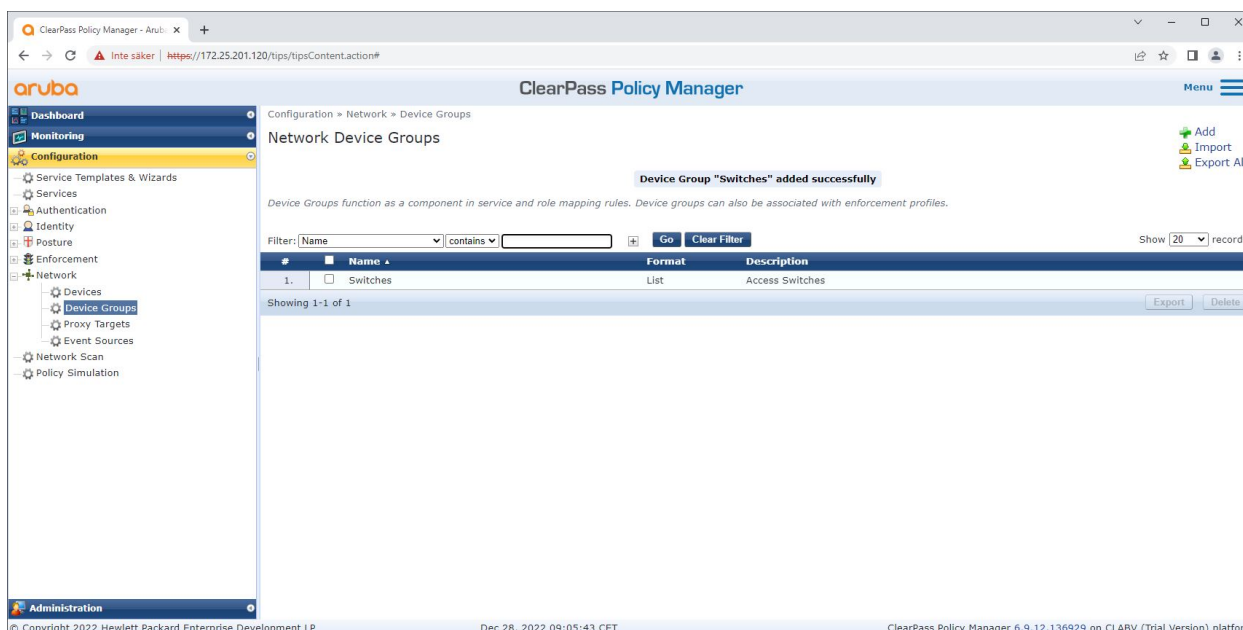 ClearPass Policy Manager - Arub
Inte säker | https://172.25.201.120/tips/tipsContent.action#
aruba
ClearPass Policy Manager
Menu
Dashboard
Monitoring
Configuration
Services Templates & Wizards
Services
Authentication
Identity
Posture
Enforcement
Network
Devices
Device Groups
Proxy Targets
Event Sources
Network Scan
Policy Simulation
Administration
Configuration » Network » Device Groups
Network Device Groups
Add
Import
Export Al
Device Group "Switches" added successfully
Device Groups function as a component in service and role mapping rules. Device groups can also be associated with enforcement profiles.
Filter: Name contains Go Clear Filter Show 20 record
# Name Format Description
1. Switches List Access Switches
Showing 1-1 of 1 Export Delete
© Copyright 2022 Hewlett Packard Enterprise Development LP Dec 28, 2022 09:05:43 CET ClearPass Policy Manager 6.9.12.136929 on CLABV (Trial Version) platfor